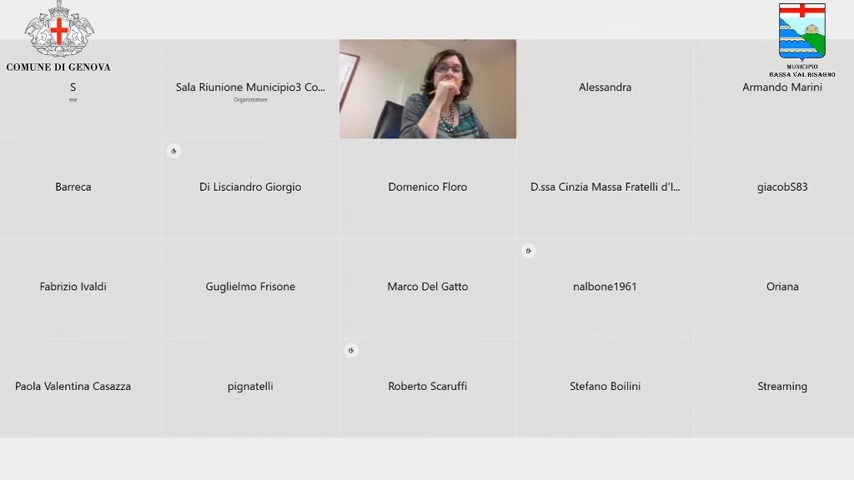 COMUNE DI GENOVA
MUNICIPIO
BASSA VAL BISAGNO
S
me
Sala Riunione Municipio3 Co...
Organizzatore
Alessandra
Armando Marini
Barreca
Di Lisciandro Giorgio
Domenico Floro
D.ssa Cinzia Massa Fratelli d'I...
giacobS83
Fabrizio Ivaldi
Guglielmo Frisone
Marco Del Gatto
nalbone1961
Oriana
Paola Valentina Casazza
pignatelli
Roberto Scaruffi
Stefano Boilini
Streaming